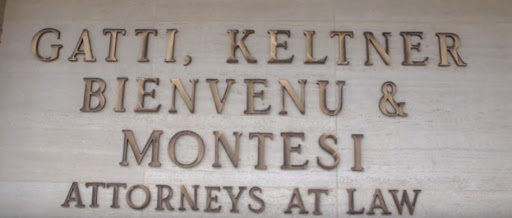 GATTI, KELTNER
BIENVENU &
MONTESI
ATTORNEYS AT LAW